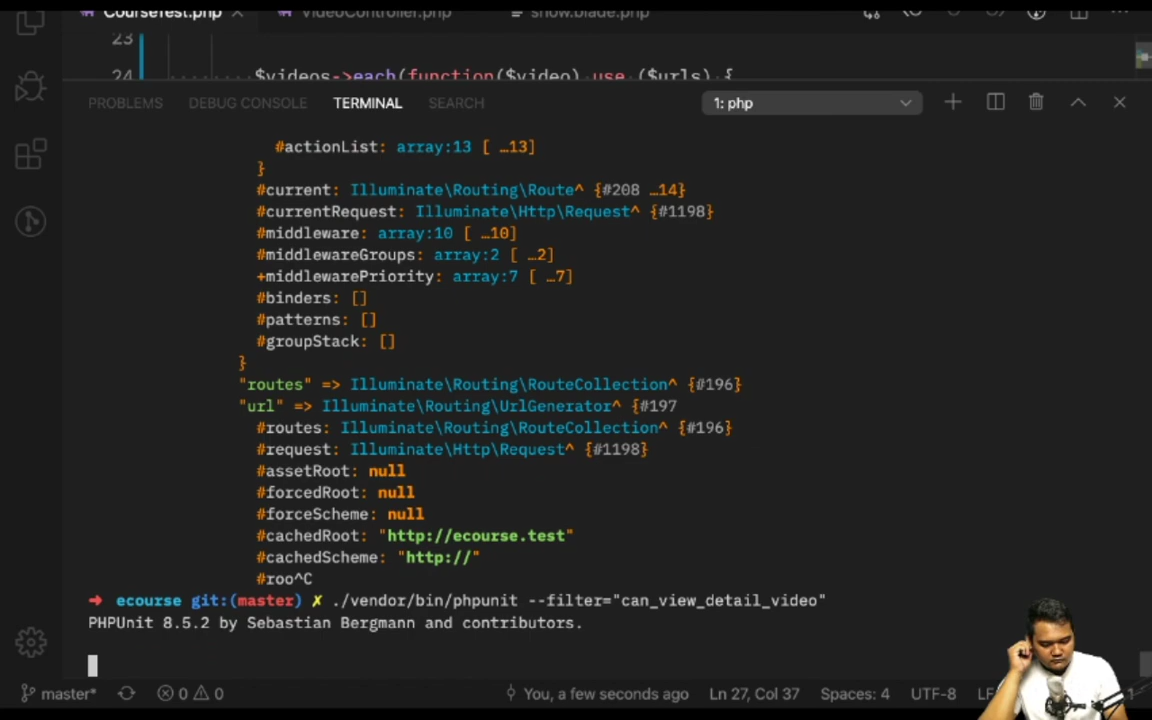 CourseTest.php
VideoController.php
show.blade.php
23
24
$videos->each(function($video) use ($urls) {
PROBLEMS
DEBUG CONSOLE
TERMINAL
SEARCH
1: php
#actionList: array:13 [ …13]
}
#current: Illuminate\Routing\Route^ {#208 …14}
#currentRequest: Illuminate\Http\Request^ {#1198}
#middleware: array:10 [ …10]
#middlewareGroups: array:2 [ …2]
+middlewarePriority: array:7 [ …7]
#binders: []
#patterns: []
#groupStack: []
}
"routes" => Illuminate\Routing\RouteCollection^ {#196}
"url" => Illuminate\Routing\UrlGenerator^ {#197
#routes: Illuminate\Routing\RouteCollection^ {#196}
#request: Illuminate\Http\Request^ {#1198}
#assetRoot: null
#forcedRoot: null
#forceScheme: null
#cachedRoot: "http://ecourse.test"
#cachedScheme: "http://"
#roo^C
➜ ecourse git:(master) ✗ ./vendor/bin/phpunit --filter="can_view_detail_video"
PHPUnit 8.5.2 by Sebastian Bergmann and contributors.
master*
0
0
You, a few seconds ago
Ln 27, Col 37
Spaces: 4
UTF-8